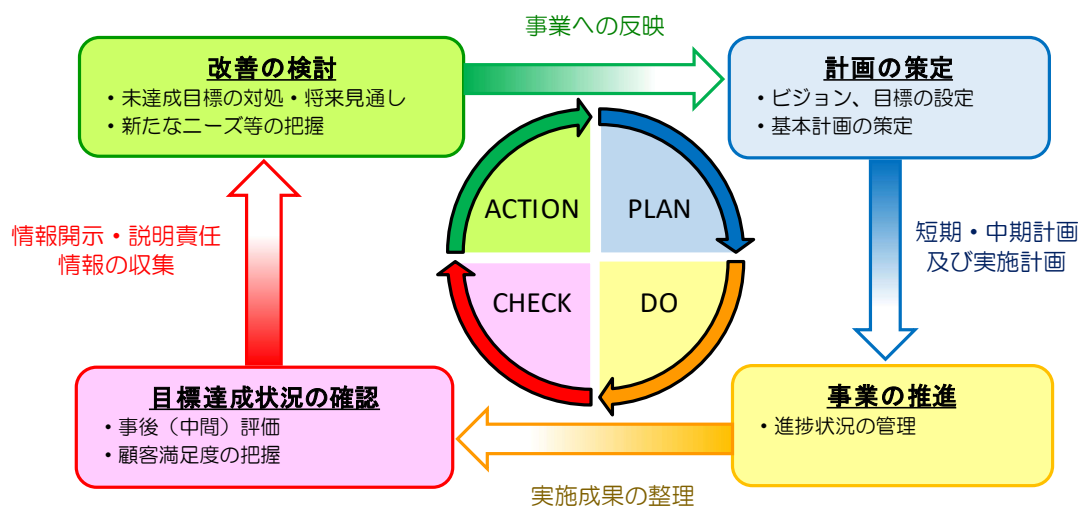 事業への反映
改善の検討
・未達成目標の対処・将来見通し
・新たなニーズ等の把握
計画の策定
・ビジョン、目標の設定
・基本計画の策定
ACTION
PLAN
情報開示・説明責任
情報の収集
短期・中期計画
及び実施計画
CHECK
DO
目標達成状況の確認
・事後（中間）評価
・顧客満足度の把握
事業の推進
・進捗状況の管理
実施成果の整理